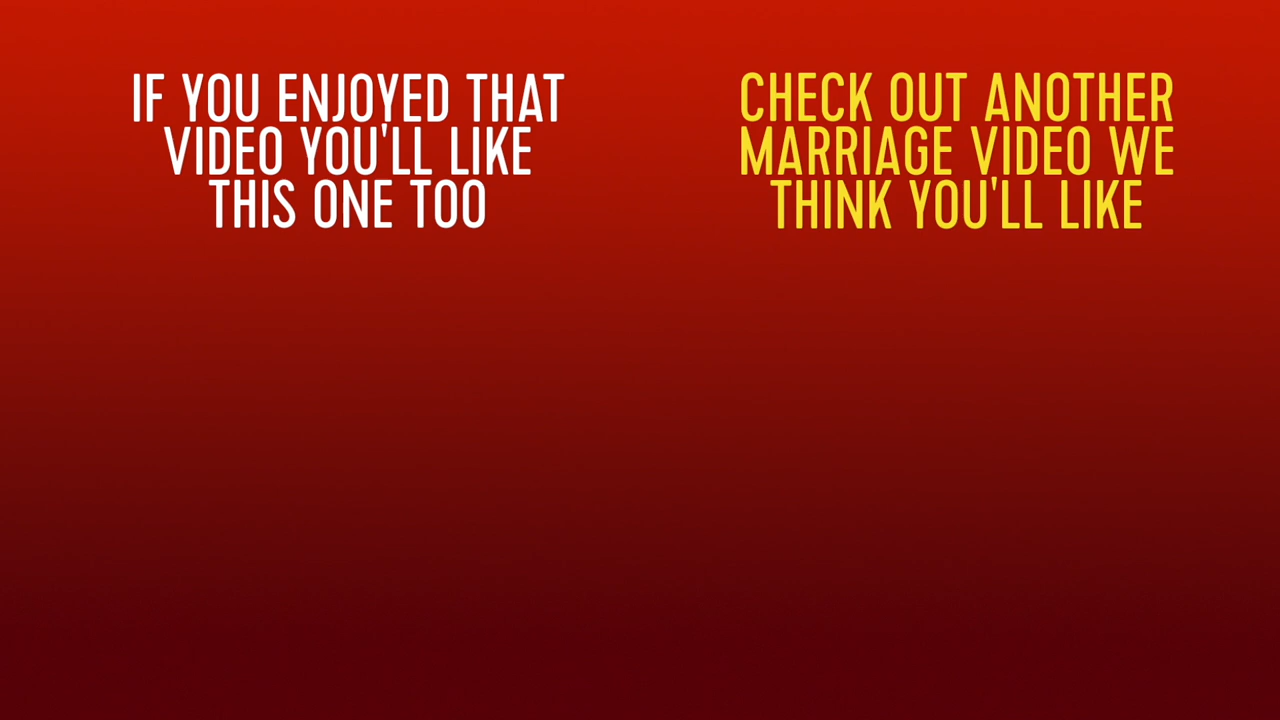 IF YOU ENJOYED THAT
VIDEO YOU'LL LIKE
THIS ONE TOO
CHECK OUT ANOTHER
MARRIAGE VIDEO WE
THINK YOU'LL LIKE